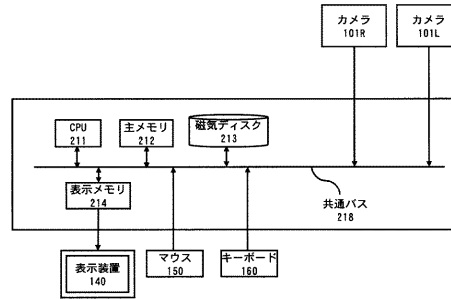 カメラ
101R
カメラ
101L
CPU
211
主メモリ
212
磁気ディスク
213
表示メモリ
214
共通バス
218
表示装置
140
マウス
150
キーボード
160